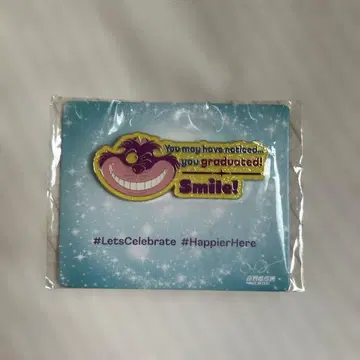 You may have noticed...
you graduated!
Smile!
#LetsCelebrate #HappierHere